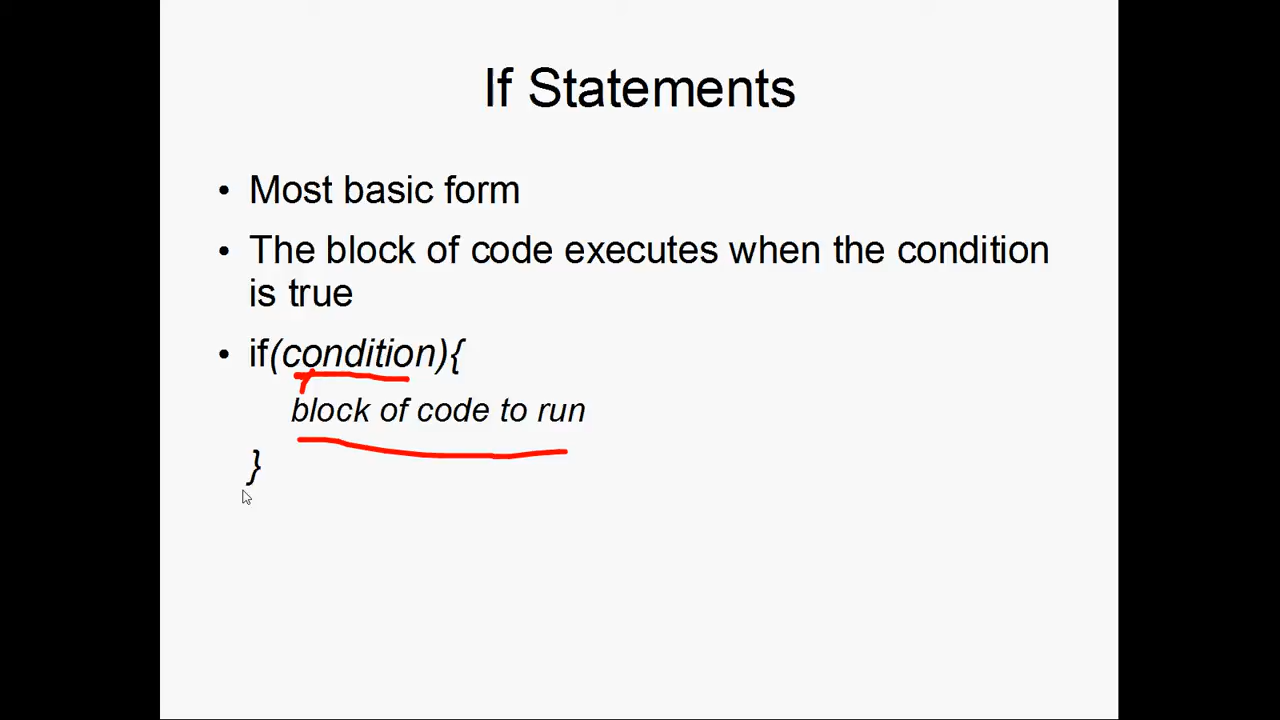 If Statements
• Most basic form
• The block of code executes when the condition
is true
• if(condition){
block of code to run
}